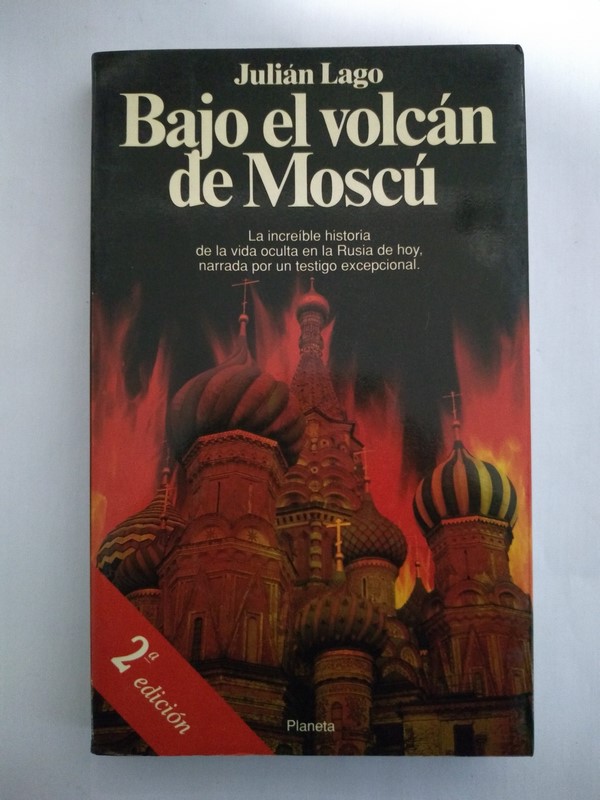 Julián Lago
Bajo el volcán
de Moscú
La increíble historia
de la vida oculta en la Rusia de hoy,
narrada por un testigo excepcional.
2ª
edición
Planeta